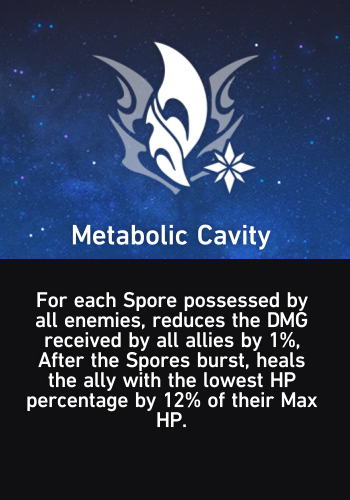 Metabolic Cavity
For each Spore possessed by
all enemies, reduces the DMG
received by all allies by 1%,
After the Spores burst, heals
the ally with the lowest HP
percentage by 12% of their Max
HP.